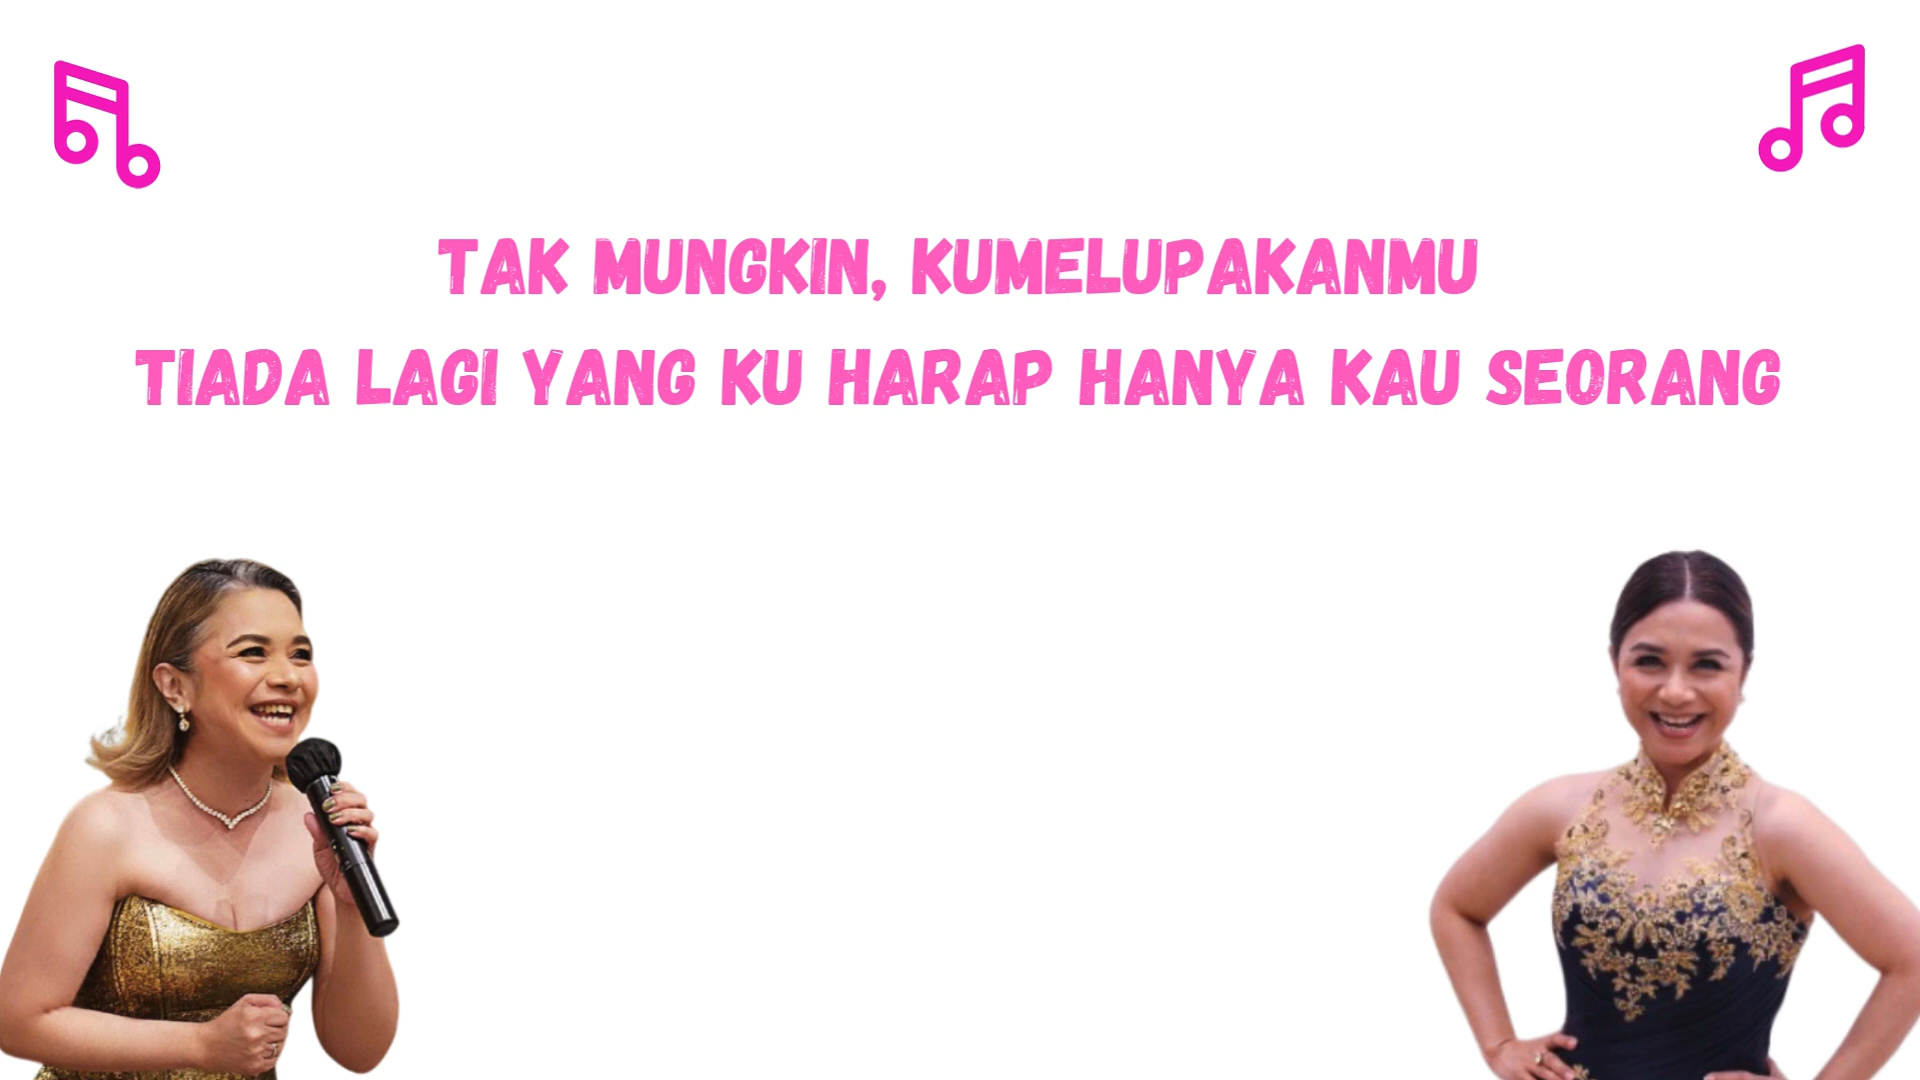 TAK MUNGKIN, KUMELUPAKANMU
TIADA LAGI YANG KU HARAP HANYA KAU SEORANG